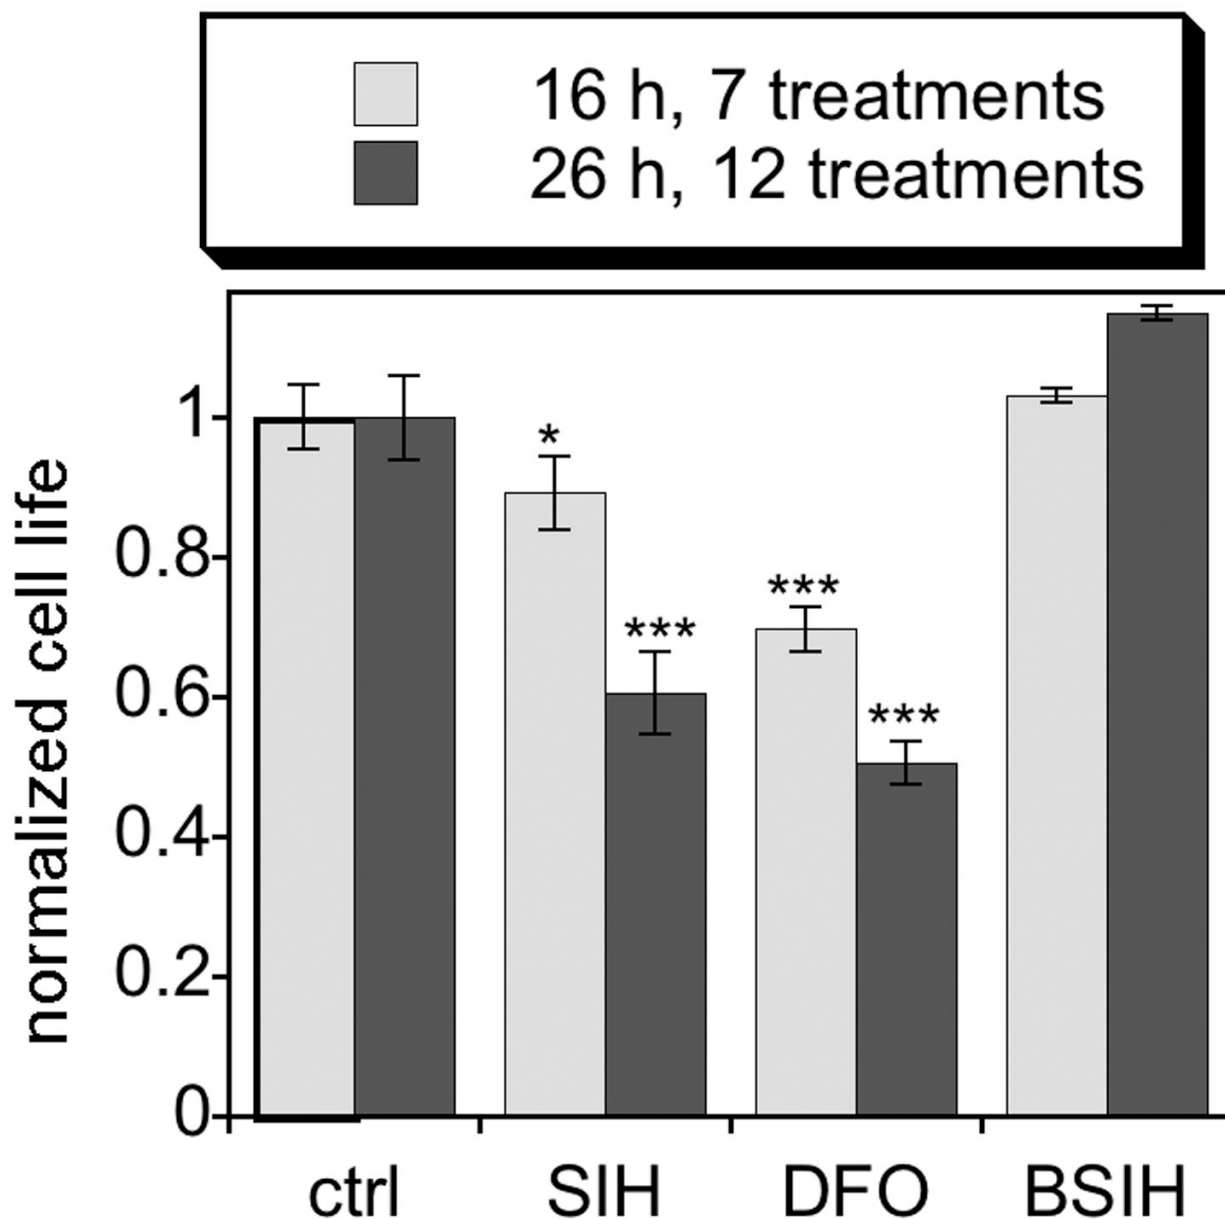 16 h, 7 treatments
26 h, 12 treatments
normalized cell life
1
0.8
0.6
0.4
0.2
0
*
***
***
***
ctrl SIH DFO BSIH